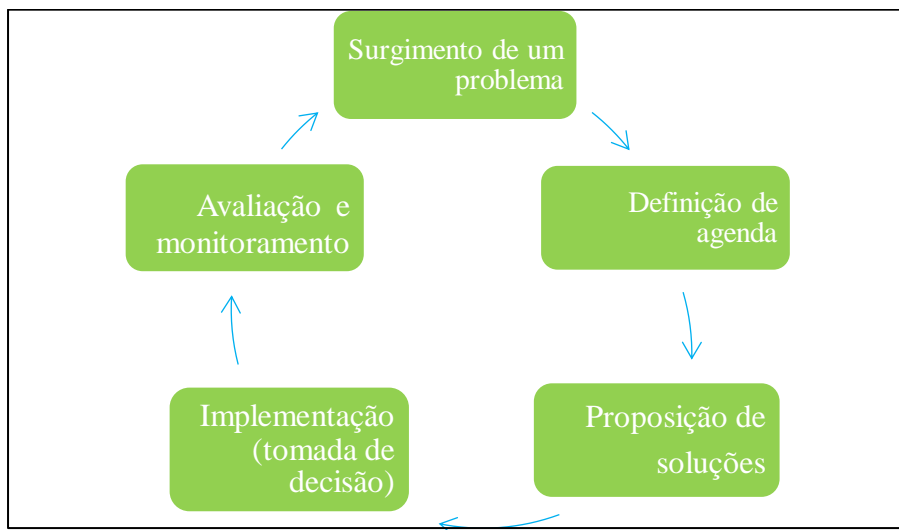 Surgimento de um
problema
Definição de
agenda
Proposição de
soluções
Implementação
(tomada de
decisão)
Avaliação e
monitoramento